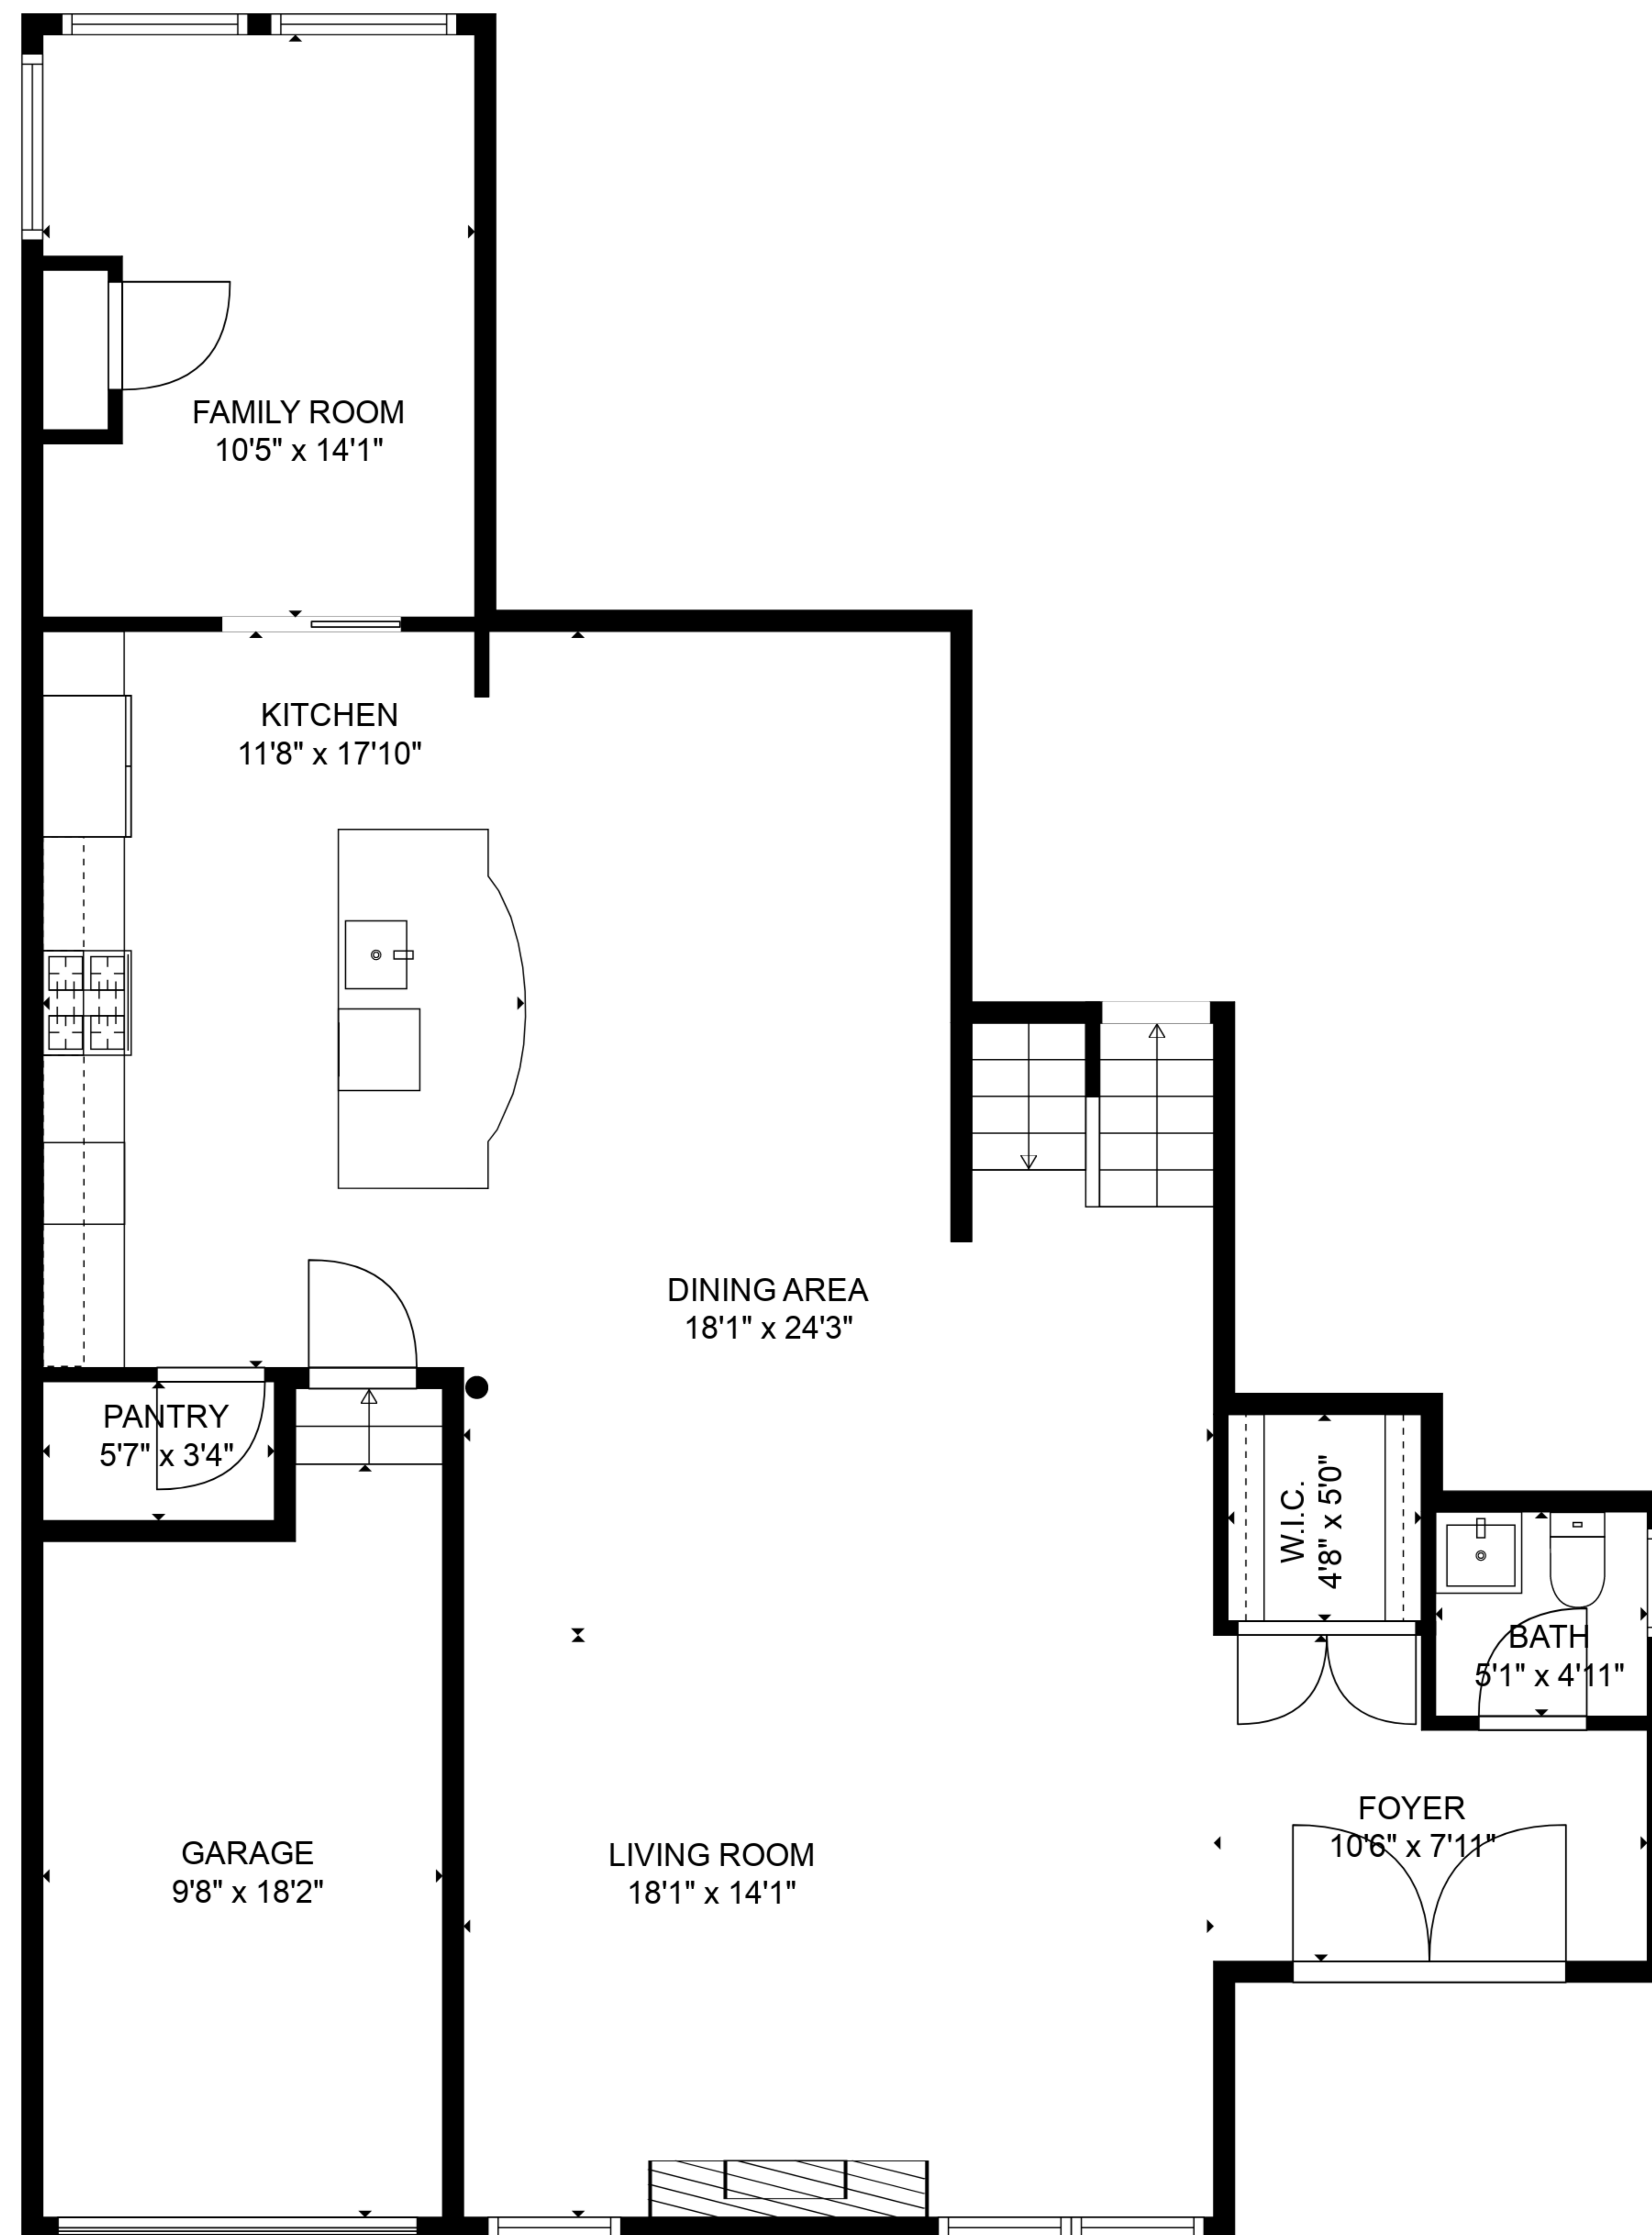 FAMILY ROOM
10'5" x 14'1"
KITCHEN
11'8" x 17'10"
DINING AREA
18'1" x 24'3"
PANTRY
5'7" x 3'4"
W.I.C.
4'8" x 5'0"
BATH
5'1" x 4'11"
FOYER
10'6" x 7'11"
GARAGE
9'8" x 18'2"
LIVING ROOM
18'1" x 14'1"